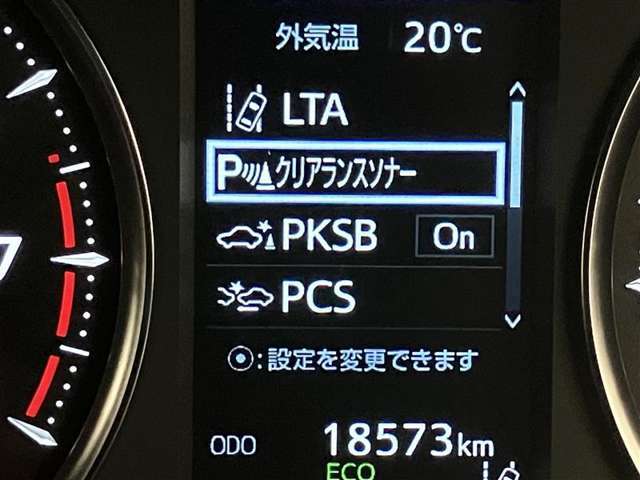 外気温 20℃
LTA
P クリアランスソナー
PKSB On
PCS
:設定を変更できます
ODO 18573km
ECO
7